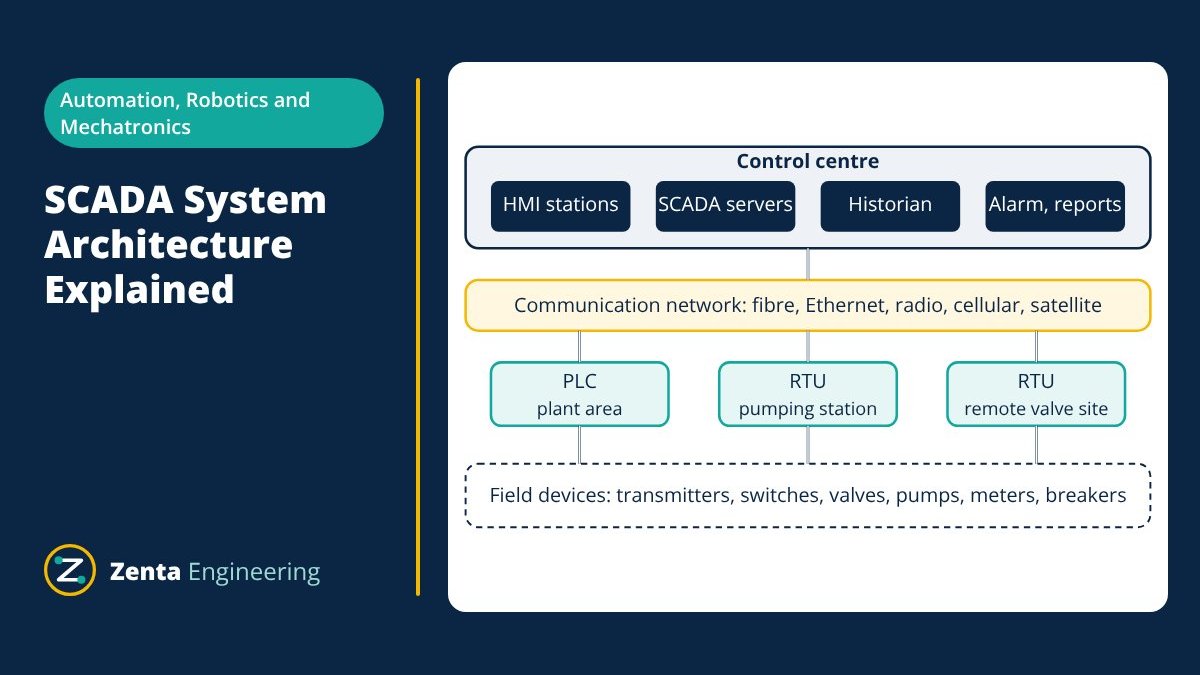 Automation, Robotics and
Mechatronics
SCADA System
Architecture
Explained
Zenta Engineering
Control centre
HMI stations
SCADA servers
Historian
Alarm, reports
Communication network: fibre, Ethernet, radio, cellular, satellite
PLC
plant area
RTU
pumping station
RTU
remote valve site
Field devices: transmitters, switches, valves, pumps, meters, breakers